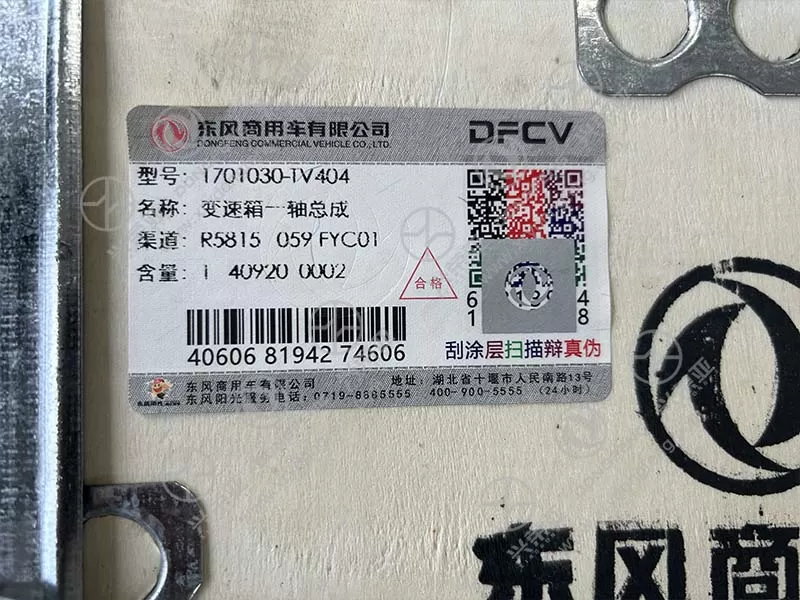 东风商用车有限公司 DFCV
DONGFENG COMMERCIAL VEHICLE CO., LTD.
型号: 1701030-TV404
名称: 变速箱一轴总成
渠道: R5815 059 FYC01
含量: 1 40920 0002
合格
40606 81942 74606
刮涂层扫描辩真伪
东风商用车有限公司 地址: 湖北省十堰市人民南路13号
东风阳光服务电话: 0719-8885555 400-900-5555 (24小时)
东风商